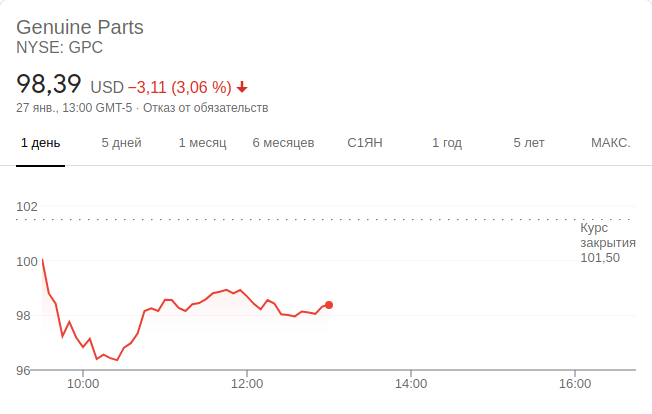 Genuine Parts
NYSE: GPC
98,39 USD −3,11 (3,06 %)
27 янв., 13:00 GMT-5 · Отказ от обязательств
1 день 5 дней 1 месяц 6 месяцев С1ЯН 1 год 5 лет МАКС.
102
Курс
закрытия
101,50
100
98
96
10:00 12:00 14:00 16:00